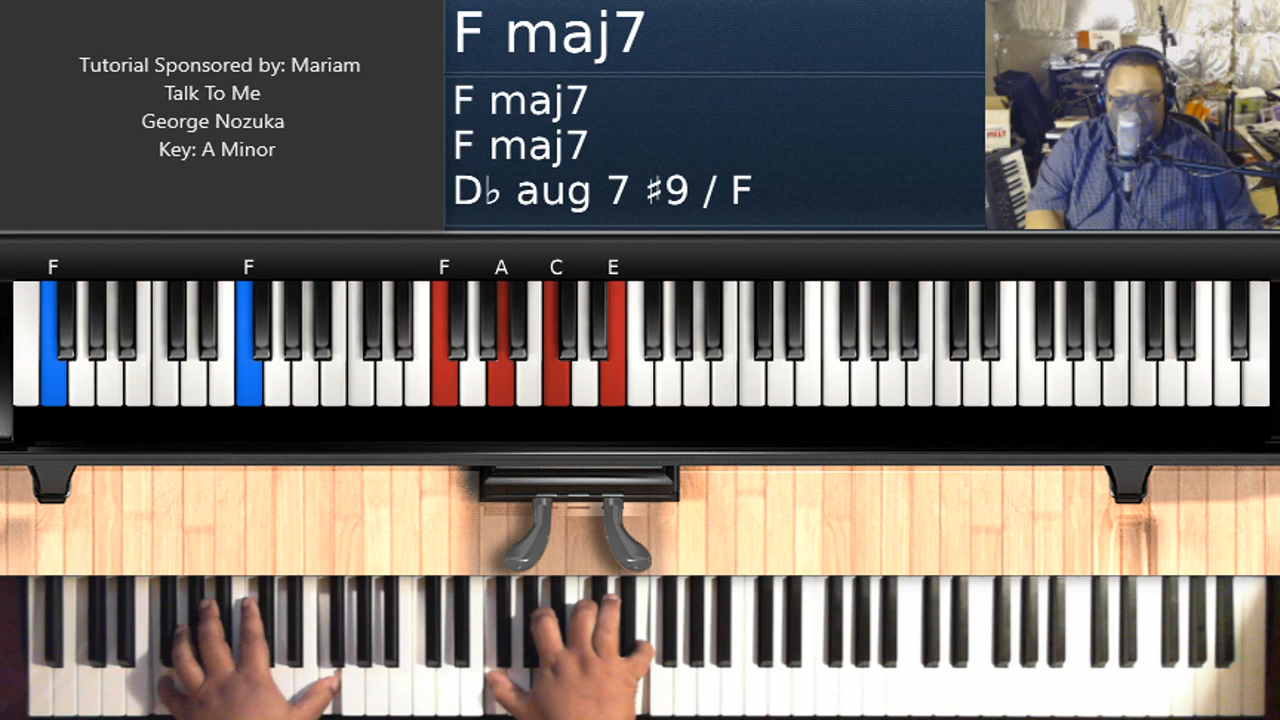 Tutorial Sponsored by: Mariam
Talk To Me
George Nozuka
Key: A Minor
F maj7
F maj7
F maj7
D♭ aug 7 ♯9 / F
F F F A C E